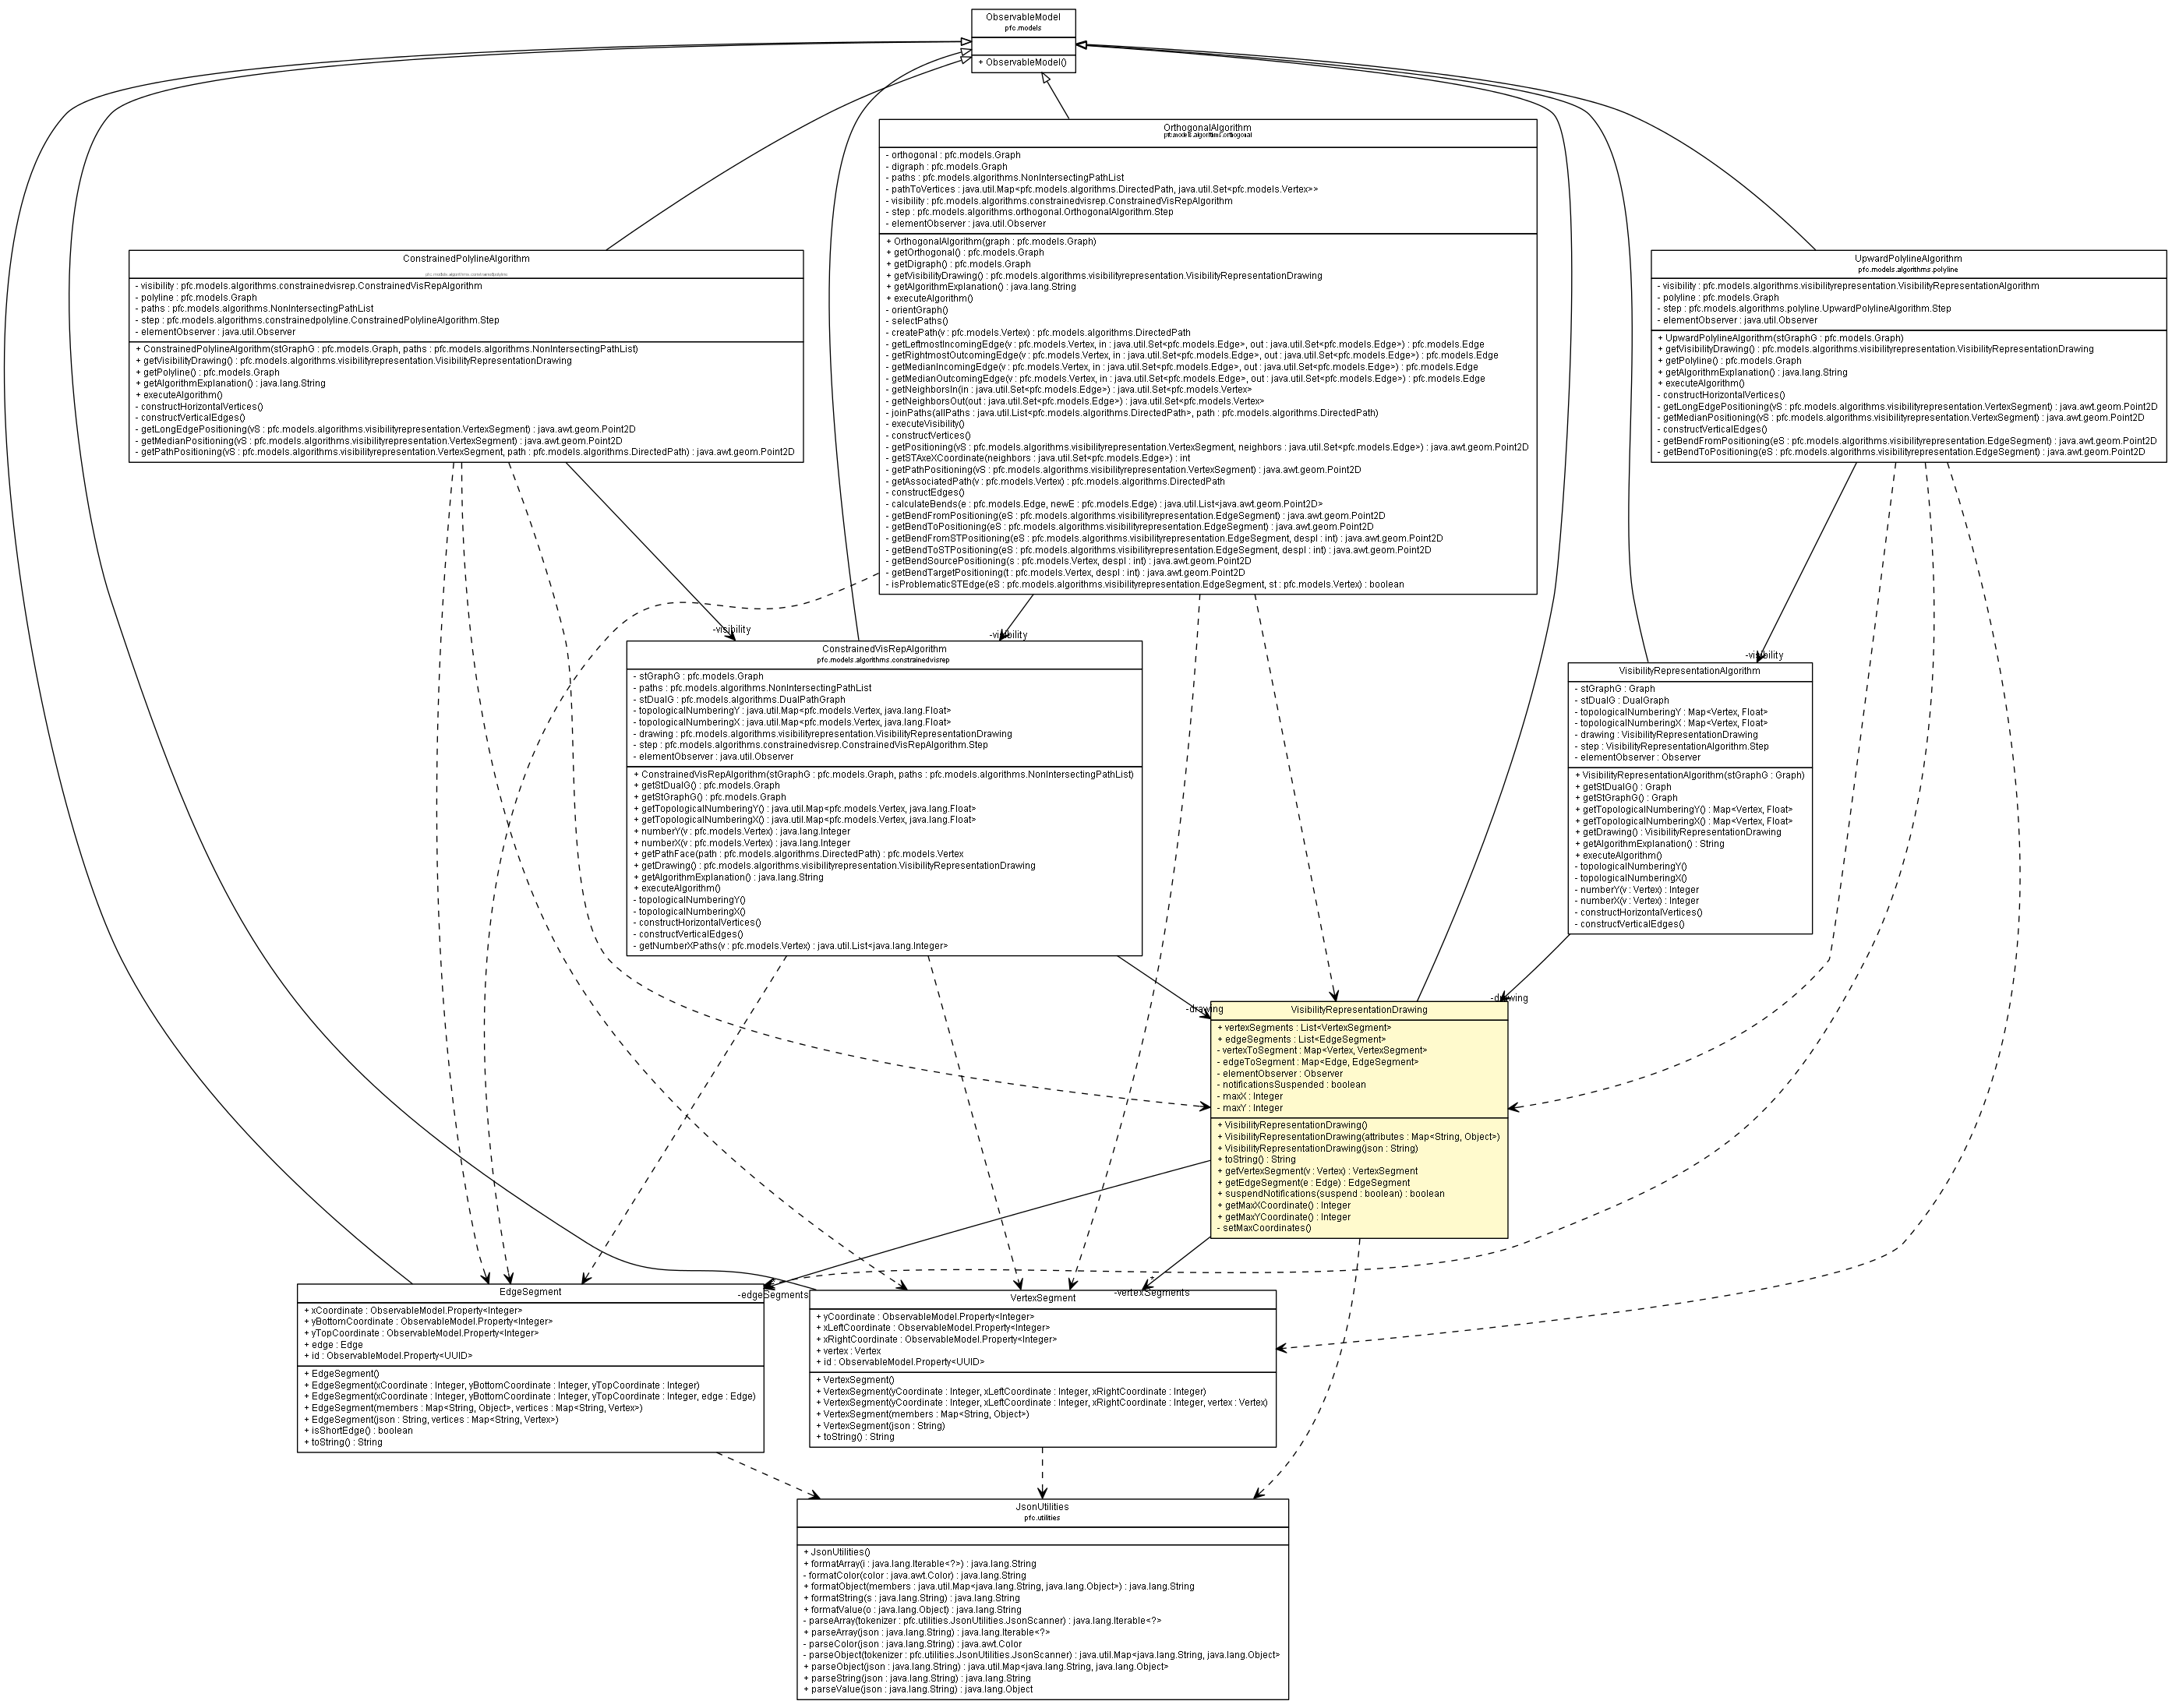 ObservableModel
pfc.models
+ ObservableModel()
OrthogonalAlgorithm
pfc.models.algorithms.orthogonal
- orthogonal : pfc.models.Graph
- digraph : pfc.models.Graph
- paths : pfc.models.algorithms.NonIntersectingPathList
- pathToVertices : java.util.Map<pfc.models.algorithms.DirectedPath, java.util.Set<pfc.models.Vertex>>
- visibility : pfc.models.algorithms.constrainedvisrep.ConstrainedVisRepAlgorithm
- step : pfc.models.algorithms.orthogonal.OrthogonalAlgorithm.Step
- elementObserver : java.util.Observer
+ OrthogonalAlgorithm(graph : pfc.models.Graph)
+ getOrthogonal() : pfc.models.Graph
+ getDigraph() : pfc.models.Graph
+ getVisibilityDrawing() : pfc.models.algorithms.visibilityrepresentation.VisibilityRepresentationDrawing
+ getAlgorithmExplanation() : java.lang.String
+ executeAlgorithm()
- orientGraph()
- selectPaths()
- createPath(v : pfc.models.Vertex) : pfc.models.algorithms.DirectedPath
- getLeftmostIncomingEdge(v : pfc.models.Vertex, in : java.util.Set<pfc.models.Edge>, out : java.util.Set<pfc.models.Edge>) : pfc.models.Edge
- getRightmostOutcomingEdge(v : pfc.models.Vertex, in : java.util.Set<pfc.models.Edge>, out : java.util.Set<pfc.models.Edge>) : pfc.models.Edge
- getMedianIncomingEdge(v : pfc.models.Vertex, in : java.util.Set<pfc.models.Edge>, out : java.util.Set<pfc.models.Edge>) : pfc.models.Edge
- getMedianOutcomingEdge(v : pfc.models.Vertex, in : java.util.Set<pfc.models.Edge>, out : java.util.Set<pfc.models.Edge>) : pfc.models.Edge
- getNeighborsIn(in : java.util.Set<pfc.models.Edge>) : java.util.Set<pfc.models.Vertex>
- getNeighborsOut(out : java.util.Set<pfc.models.Edge>) : java.util.Set<pfc.models.Vertex>
- joinPaths(allPaths : java.util.List<pfc.models.algorithms.DirectedPath>, path : pfc.models.algorithms.DirectedPath)
- executeVisibility()
- constructVertices()
- getPositioning(vS : pfc.models.algorithms.visibilityrepresentation.VertexSegment, neighbors : java.util.Set<pfc.models.Edge>) : java.awt.geom.Point2D
- getSTAxeXCoordinate(neighbors : java.util.Set<pfc.models.Edge>) : int
- getPathPositioning(vS : pfc.models.algorithms.visibilityrepresentation.VertexSegment) : java.awt.geom.Point2D
- getAssociatedPath(v : pfc.models.Vertex) : pfc.models.algorithms.DirectedPath
- constructEdges()
- calculateBends(e : pfc.models.Edge, newE : pfc.models.Edge) : java.util.List<java.awt.geom.Point2D>
- getBendFromPositioning(eS : pfc.models.algorithms.visibilityrepresentation.EdgeSegment) : java.awt.geom.Point2D
- getBendToPositioning(eS : pfc.models.algorithms.visibilityrepresentation.EdgeSegment) : java.awt.geom.Point2D
- getBendFromSTPositioning(eS : pfc.models.algorithms.visibilityrepresentation.EdgeSegment, despl : int) : java.awt.geom.Point2D
- getBendToSTPositioning(eS : pfc.models.algorithms.visibilityrepresentation.EdgeSegment, despl : int) : java.awt.geom.Point2D
- getBendSourcePositioning(s : pfc.models.Vertex, despl : int) : java.awt.geom.Point2D
- getBendTargetPositioning(t : pfc.models.Vertex, despl : int) : java.awt.geom.Point2D
- isProblematicSTEdge(eS : pfc.models.algorithms.visibilityrepresentation.EdgeSegment, st : pfc.models.Vertex) : boolean
ConstrainedPolylineAlgorithm
pfc.models.algorithms.constrainedpolyline
- visibility : pfc.models.algorithms.constrainedvisrep.ConstrainedVisRepAlgorithm
- polyline : pfc.models.Graph
- paths : pfc.models.algorithms.NonIntersectingPathList
- step : pfc.models.algorithms.constrainedpolyline.ConstrainedPolylineAlgorithm.Step
- elementObserver : java.util.Observer
+ ConstrainedPolylineAlgorithm(stGraphG : pfc.models.Graph, paths : pfc.models.algorithms.NonIntersectingPathList)
+ getVisibilityDrawing() : pfc.models.algorithms.visibilityrepresentation.VisibilityRepresentationDrawing
+ getPolyline() : pfc.models.Graph
+ getAlgorithmExplanation() : java.lang.String
+ executeAlgorithm()
- constructHorizontalVertices()
- constructVerticalEdges()
- getLongEdgePositioning(vS : pfc.models.algorithms.visibilityrepresentation.VertexSegment) : java.awt.geom.Point2D
- getMedianPositioning(vS : pfc.models.algorithms.visibilityrepresentation.VertexSegment) : java.awt.geom.Point2D
- getPathPositioning(vS : pfc.models.algorithms.visibilityrepresentation.VertexSegment, path : pfc.models.algorithms.DirectedPath) : java.awt.geom.Point2D
UpwardPolylineAlgorithm
pfc.models.algorithms.polyline
- visibility : pfc.models.algorithms.visibilityrepresentation.VisibilityRepresentationAlgorithm
- polyline : pfc.models.Graph
- step : pfc.models.algorithms.polyline.UpwardPolylineAlgorithm.Step
- elementObserver : java.util.Observer
+ UpwardPolylineAlgorithm(stGraphG : pfc.models.Graph)
+ getVisibilityDrawing() : pfc.models.algorithms.visibilityrepresentation.VisibilityRepresentationDrawing
+ getPolyline() : pfc.models.Graph
+ getAlgorithmExplanation() : java.lang.String
+ executeAlgorithm()
- constructHorizontalVertices()
- getLongEdgePositioning(vS : pfc.models.algorithms.visibilityrepresentation.VertexSegment) : java.awt.geom.Point2D
- getMedianPositioning(vS : pfc.models.algorithms.visibilityrepresentation.VertexSegment) : java.awt.geom.Point2D
- constructVerticalEdges()
- getBendFromPositioning(eS : pfc.models.algorithms.visibilityrepresentation.EdgeSegment) : java.awt.geom.Point2D
- getBendToPositioning(eS : pfc.models.algorithms.visibilityrepresentation.EdgeSegment) : java.awt.geom.Point2D
-visibility
-visibility
-visibility
ConstrainedVisRepAlgorithm
pfc.models.algorithms.constrainedvisrep
- stGraphG : pfc.models.Graph
- paths : pfc.models.algorithms.NonIntersectingPathList
- stDualG : pfc.models.algorithms.DualPathGraph
- topologicalNumberingY : java.util.Map<pfc.models.Vertex, java.lang.Float>
- topologicalNumberingX : java.util.Map<pfc.models.Vertex, java.lang.Float>
- drawing : pfc.models.algorithms.visibilityrepresentation.VisibilityRepresentationDrawing
- step : pfc.models.algorithms.constrainedvisrep.ConstrainedVisRepAlgorithm.Step
- elementObserver : java.util.Observer
+ ConstrainedVisRepAlgorithm(stGraphG : pfc.models.Graph, paths : pfc.models.algorithms.NonIntersectingPathList)
+ getStDualG() : pfc.models.Graph
+ getStGraphG() : pfc.models.Graph
+ getTopologicalNumberingY() : java.util.Map<pfc.models.Vertex, java.lang.Float>
+ getTopologicalNumberingX() : java.util.Map<pfc.models.Vertex, java.lang.Float>
+ numberY(v : pfc.models.Vertex) : java.lang.Integer
+ numberX(v : pfc.models.Vertex) : java.lang.Integer
+ getPathFace(path : pfc.models.algorithms.DirectedPath) : pfc.models.Vertex
+ getDrawing() : pfc.models.algorithms.visibilityrepresentation.VisibilityRepresentationDrawing
+ getAlgorithmExplanation() : java.lang.String
+ executeAlgorithm()
- topologicalNumberingY()
- topologicalNumberingX()
- constructHorizontalVertices()
- constructVerticalEdges()
- getNumberXPaths(v : pfc.models.Vertex) : java.util.List<java.lang.Integer>
VisibilityRepresentationAlgorithm
- stGraphG : Graph
- stDualG : DualGraph
- topologicalNumberingY : Map<Vertex, Float>
- topologicalNumberingX : Map<Vertex, Float>
- drawing : VisibilityRepresentationDrawing
- step : VisibilityRepresentationAlgorithm.Step
- elementObserver : Observer
+ VisibilityRepresentationAlgorithm(stGraphG : Graph)
+ getStDualG() : Graph
+ getStGraphG() : Graph
+ getTopologicalNumberingY() : Map<Vertex, Float>
+ getTopologicalNumberingX() : Map<Vertex, Float>
+ getDrawing() : VisibilityRepresentationDrawing
+ getAlgorithmExplanation() : String
+ executeAlgorithm()
- topologicalNumberingY()
- topologicalNumberingX()
- numberY(v : Vertex) : Integer
- numberX(v : Vertex) : Integer
- constructHorizontalVertices()
- constructVerticalEdges()
-drawing
-drawing
VisibilityRepresentationDrawing
+ vertexSegments : List<VertexSegment>
+ edgeSegments : List<EdgeSegment>
- vertexToSegment : Map<Vertex, VertexSegment>
- edgeToSegment : Map<Edge, EdgeSegment>
- elementObserver : Observer
- notificationsSuspended : boolean
- maxX : Integer
- maxY : Integer
+ VisibilityRepresentationDrawing()
+ VisibilityRepresentationDrawing(attributes : Map<String, Object>)
+ VisibilityRepresentationDrawing(json : String)
+ toString() : String
+ getVertexSegment(v : Vertex) : VertexSegment
+ getEdgeSegment(e : Edge) : EdgeSegment
+ suspendNotifications(suspend : boolean) : boolean
+ getMaxXCoordinate() : Integer
+ getMaxYCoordinate() : Integer
- setMaxCoordinates()
*
*
-edgeSegments
-vertexSegments
EdgeSegment
+ xCoordinate : ObservableModel.Property<Integer>
+ yBottomCoordinate : ObservableModel.Property<Integer>
+ yTopCoordinate : ObservableModel.Property<Integer>
+ edge : Edge
+ id : ObservableModel.Property<UUID>
+ EdgeSegment()
+ EdgeSegment(xCoordinate : Integer, yBottomCoordinate : Integer, yTopCoordinate : Integer)
+ EdgeSegment(xCoordinate : Integer, yBottomCoordinate : Integer, yTopCoordinate : Integer, edge : Edge)
+ EdgeSegment(members : Map<String, Object>, vertices : Map<String, Vertex>)
+ EdgeSegment(json : String, vertices : Map<String, Vertex>)
+ isShortEdge() : boolean
+ toString() : String
VertexSegment
+ yCoordinate : ObservableModel.Property<Integer>
+ xLeftCoordinate : ObservableModel.Property<Integer>
+ xRightCoordinate : ObservableModel.Property<Integer>
+ vertex : Vertex
+ id : ObservableModel.Property<UUID>
+ VertexSegment()
+ VertexSegment(yCoordinate : Integer, xLeftCoordinate : Integer, xRightCoordinate : Integer)
+ VertexSegment(yCoordinate : Integer, xLeftCoordinate : Integer, xRightCoordinate : Integer, vertex : Vertex)
+ VertexSegment(members : Map<String, Object>)
+ VertexSegment(json : String)
+ toString() : String
JsonUtilities
pfc.utilities
+ JsonUtilities()
+ formatArray(i : java.lang.Iterable<?>) : java.lang.String
- formatColor(color : java.awt.Color) : java.lang.String
+ formatObject(members : java.util.Map<java.lang.String, java.lang.Object>) : java.lang.String
+ formatString(s : java.lang.String) : java.lang.String
+ formatValue(o : java.lang.Object) : java.lang.String
- parseArray(tokenizer : pfc.utilities.JsonUtilities.JsonScanner) : java.lang.Iterable<?>
+ parseArray(json : java.lang.String) : java.lang.Iterable<?>
- parseColor(json : java.lang.String) : java.awt.Color
- parseObject(tokenizer : pfc.utilities.JsonUtilities.JsonScanner) : java.util.Map<java.lang.String, java.lang.Object>
+ parseObject(json : java.lang.String) : java.util.Map<java.lang.String, java.lang.Object>
+ parseString(json : java.lang.String) : java.lang.String
+ parseValue(json : java.lang.String) : java.lang.Object